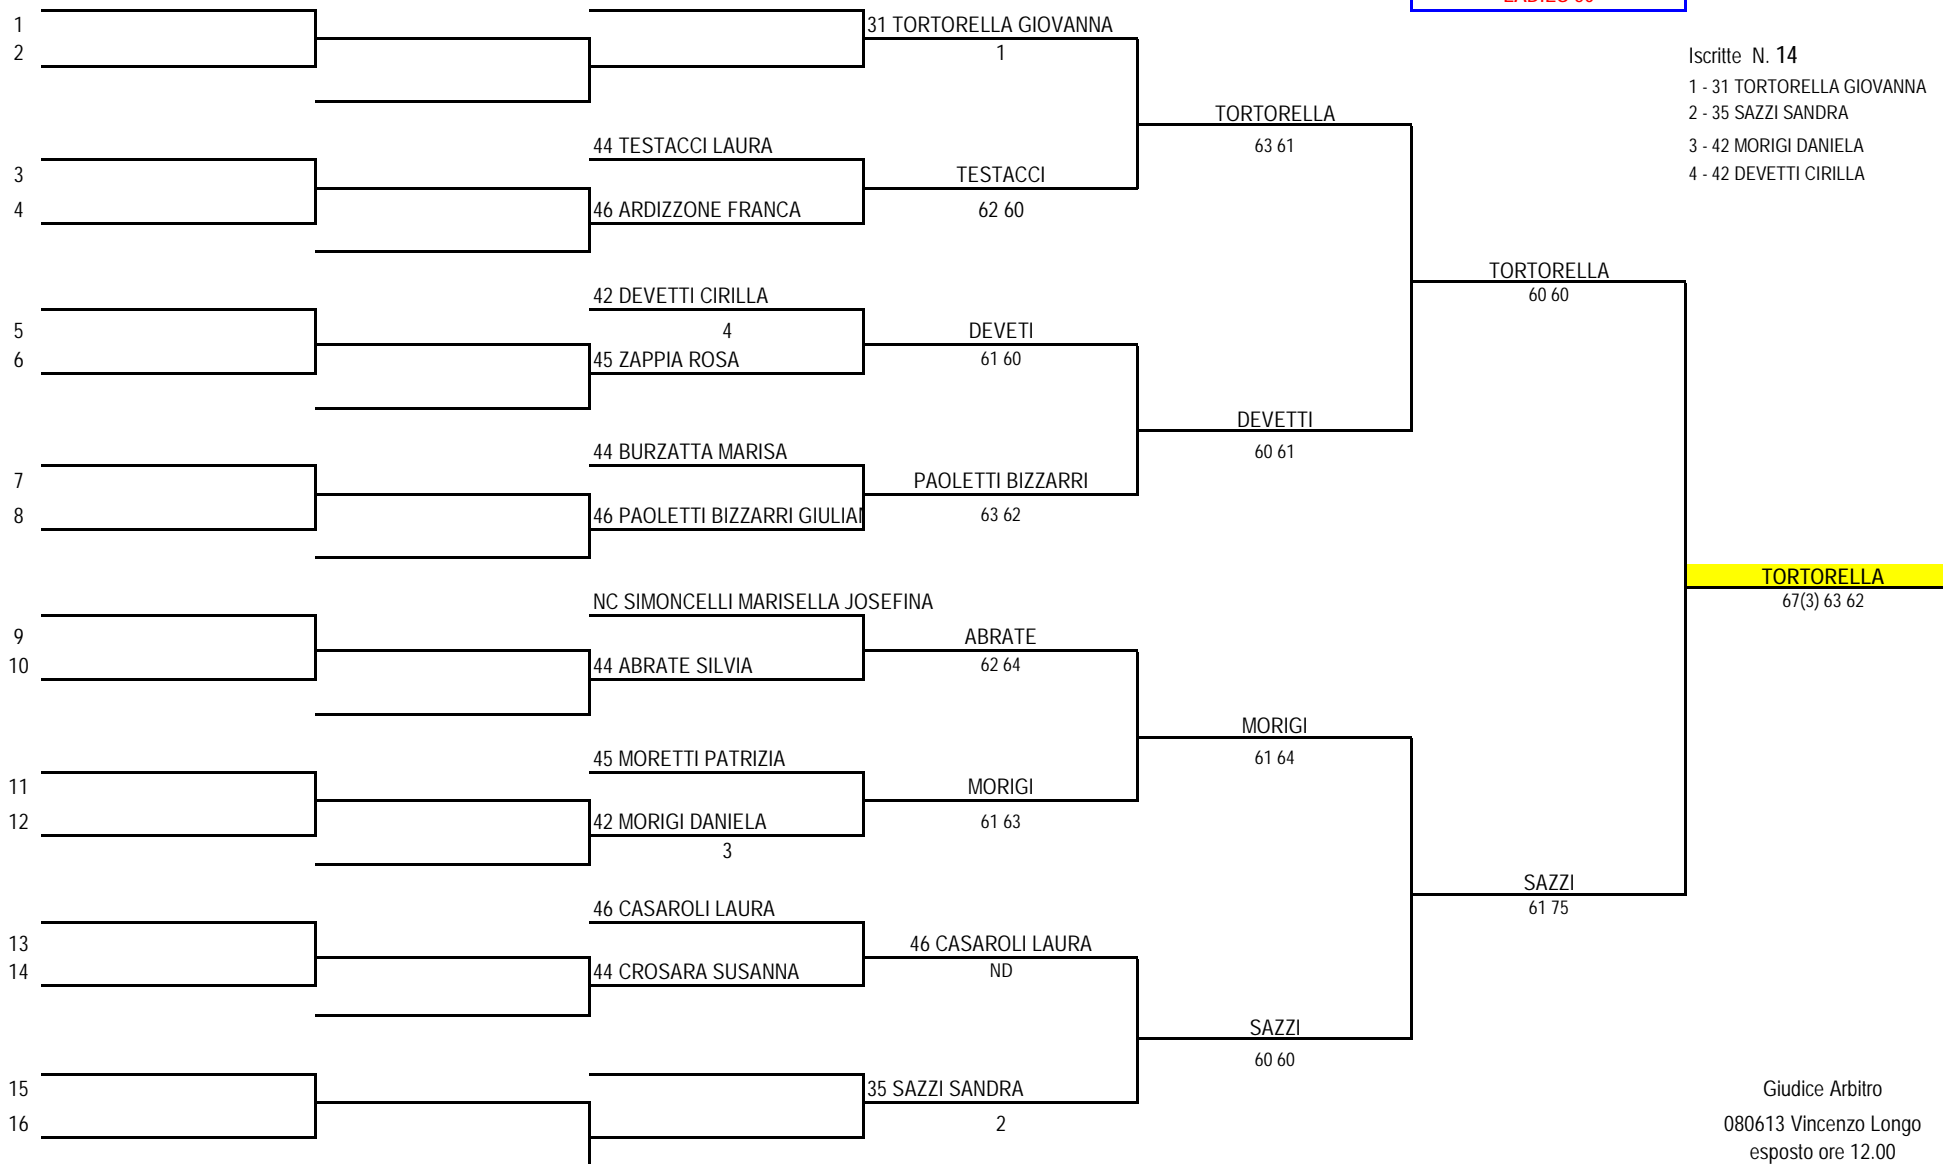 1
2
31 TORTORELLA GIOVANNA
1
Iscritte N. 14
1 - 31 TORTORELLA GIOVANNA
2 - 35 SAZZI SANDRA
3 - 42 MORIGI DANIELA
4 - 42 DEVETTI CIRILLA
TORTORELLA
63 61
3
4
44 TESTACCI LAURA
46 ARDIZZONE FRANCA
TESTACCI
62 60
TORTORELLA
60 60
5
6
42 DEVETTI CIRILLA
4
45 ZAPPIA ROSA
DEVETI
61 60
DEVETTI
60 61
7
8
44 BURZATTA MARISA
46 PAOLETTI BIZZARRI GIULIAN
PAOLETTI BIZZARRI
63 62
TORTORELLA
67(3) 63 62
9
10
NC SIMONCELLI MARISELLA JOSEFINA
44 ABRATE SILVIA
ABRATE
62 64
MORIGI
61 64
11
12
45 MORETTI PATRIZIA
42 MORIGI DANIELA
3
MORIGI
61 63
SAZZI
61 75
13
14
46 CASAROLI LAURA
44 CROSARA SUSANNA
46 CASAROLI LAURA
ND
SAZZI
60 60
15
16
35 SAZZI SANDRA
2
Giudice Arbitro
080613 Vincenzo Longo
esposto ore 12.00